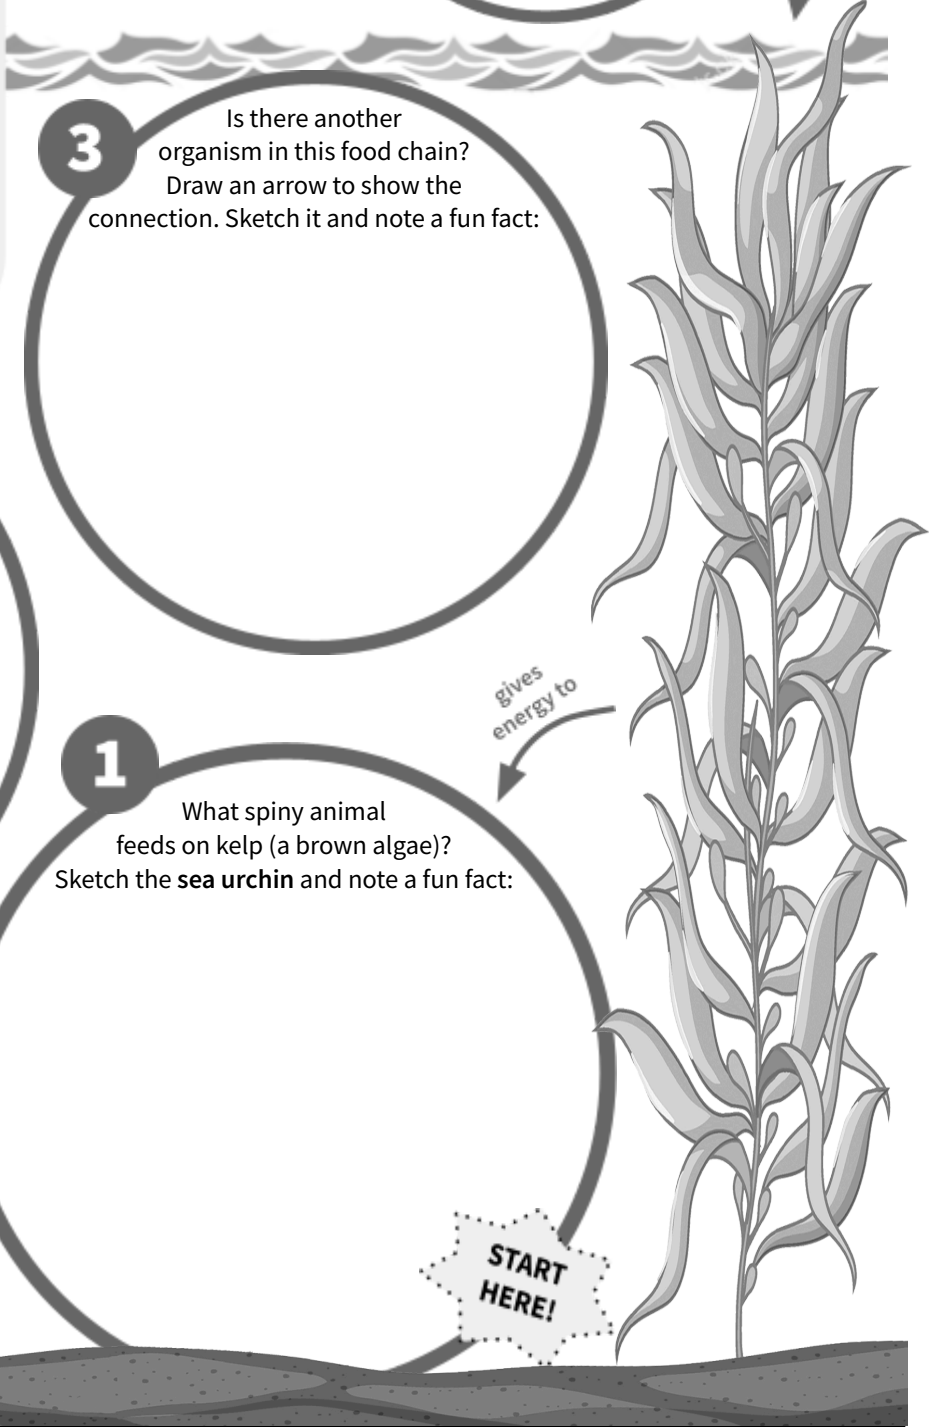 3
Is there another
organism in this food chain?
Draw an arrow to show the
connection. Sketch it and note a fun fact:
gives
energy to
1
What spiny animal
feeds on kelp (a brown algae)?
Sketch the sea urchin and note a fun fact:
START
HERE!